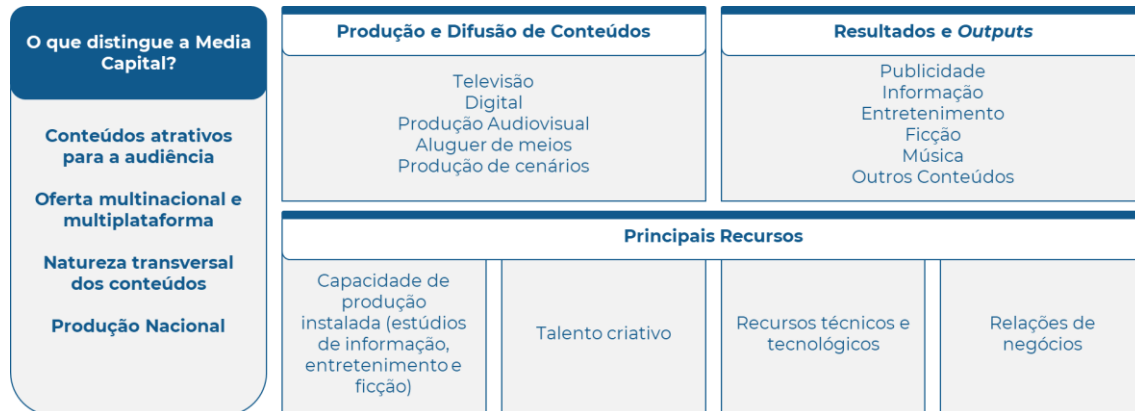 O que distingue a Media
Capital?
Conteúdos atrativos
para a audiência
Oferta multinacional e
multiplataforma
Natureza transversal
dos conteúdos
Produção Nacional
Produção e Difusão de Conteúdos
Televisão
Digital
Produção Audiovisual
Aluguer de meios
Produção de cenários
Resultados e Outputs
Publicidade
Informação
Entretenimento
Ficção
Música
Outros Conteúdos
Principais Recursos
Capacidade de
produção
instalada (estúdios
de informação,
entretenimento e
ficção)
Talento criativo
Recursos técnicos e
tecnológicos
Relações de
negócios